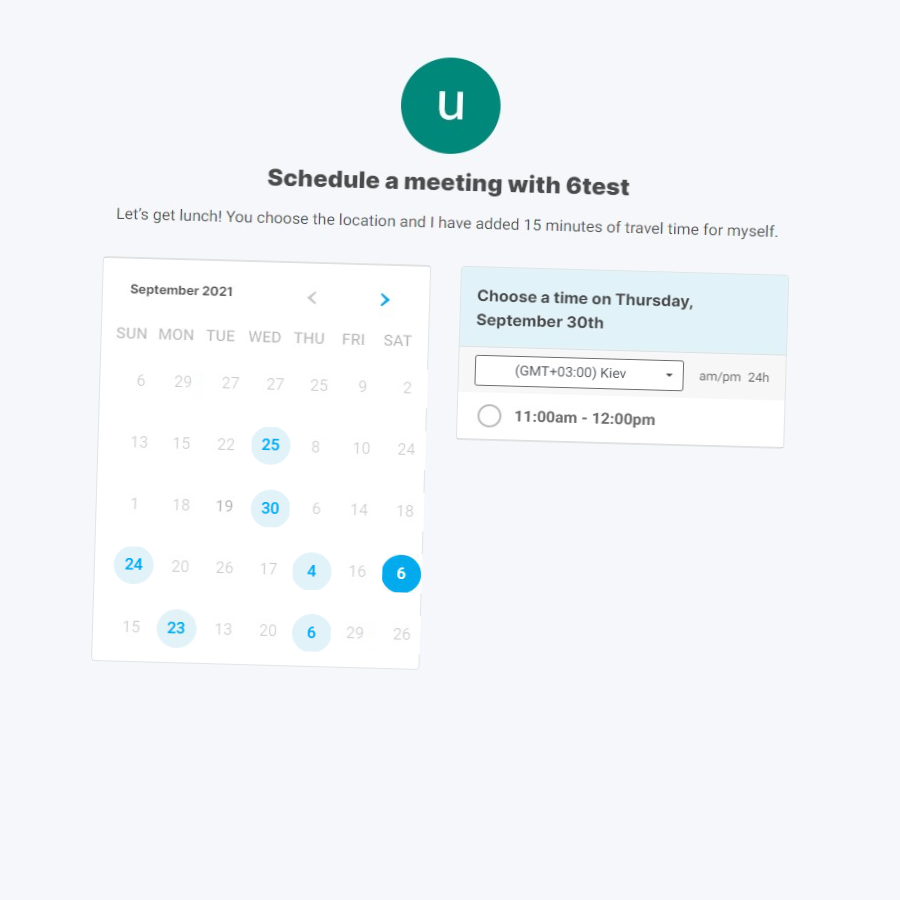 u
Schedule a meeting with 6test
Let's get lunch! You choose the location and I have added 15 minutes of travel time for myself.
September 2021
SUN MON TUE WED THU FRI SAT
6 29 27 27 25 9 2
13 15 22 25 8 10 24
1 18 19 30 6 14 18
24 20 26 17 4 16 6
15 23 13 20 6 29 26
Choose a time on Thursday,
September 30th
(GMT+03:00) Kiev am/pm 24h
11:00am - 12:00pm